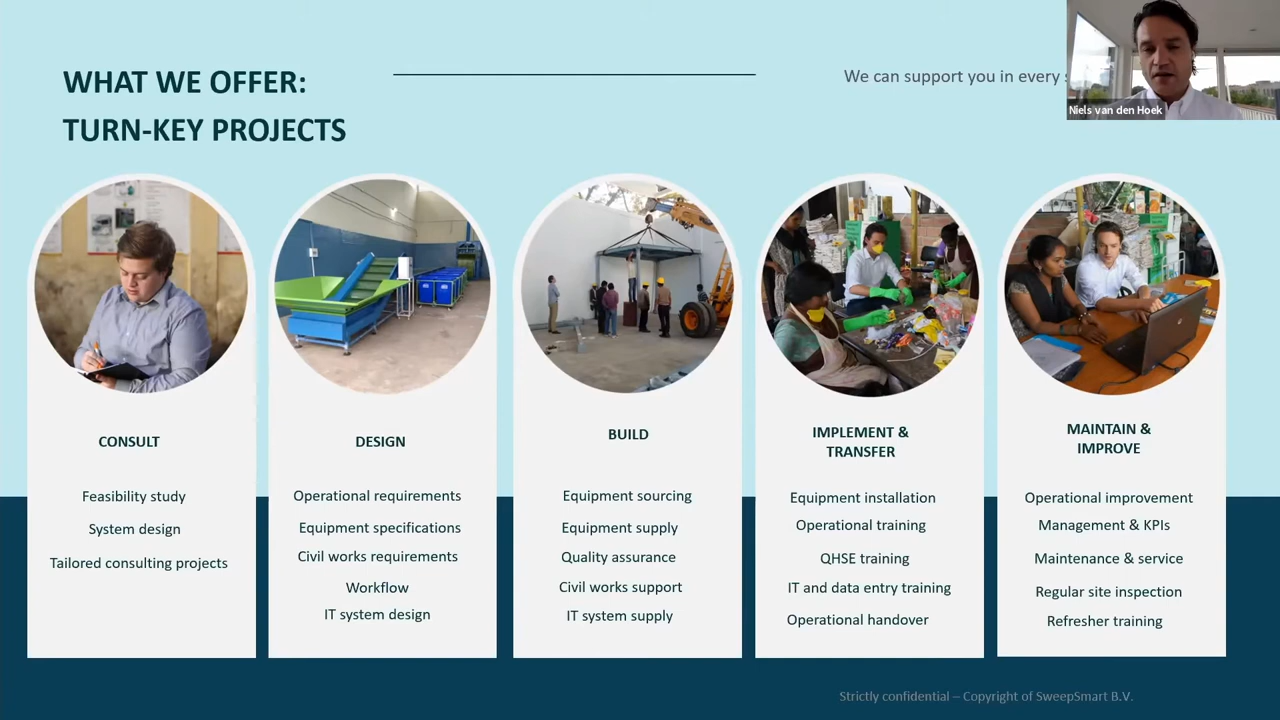 WHAT WE OFFER:
TURN-KEY PROJECTS
We can support you in every
Niels van den Hoek
CONSULT
Feasibility study
System design
Tailored consulting projects
DESIGN
Operational requirements
Equipment specifications
Civil works requirements
Workflow
IT system design
BUILD
Equipment sourcing
Equipment supply
Quality assurance
Civil works support
IT system supply
IMPLEMENT &
TRANSFER
Equipment installation
Operational training
QHSE training
IT and data entry training
Operational handover
MAINTAIN &
IMPROVE
Operational improvement
Management & KPIs
Maintenance & service
Regular site inspection
Refresher training
Strictly confidential – Copyright of SweepSmart B.V.